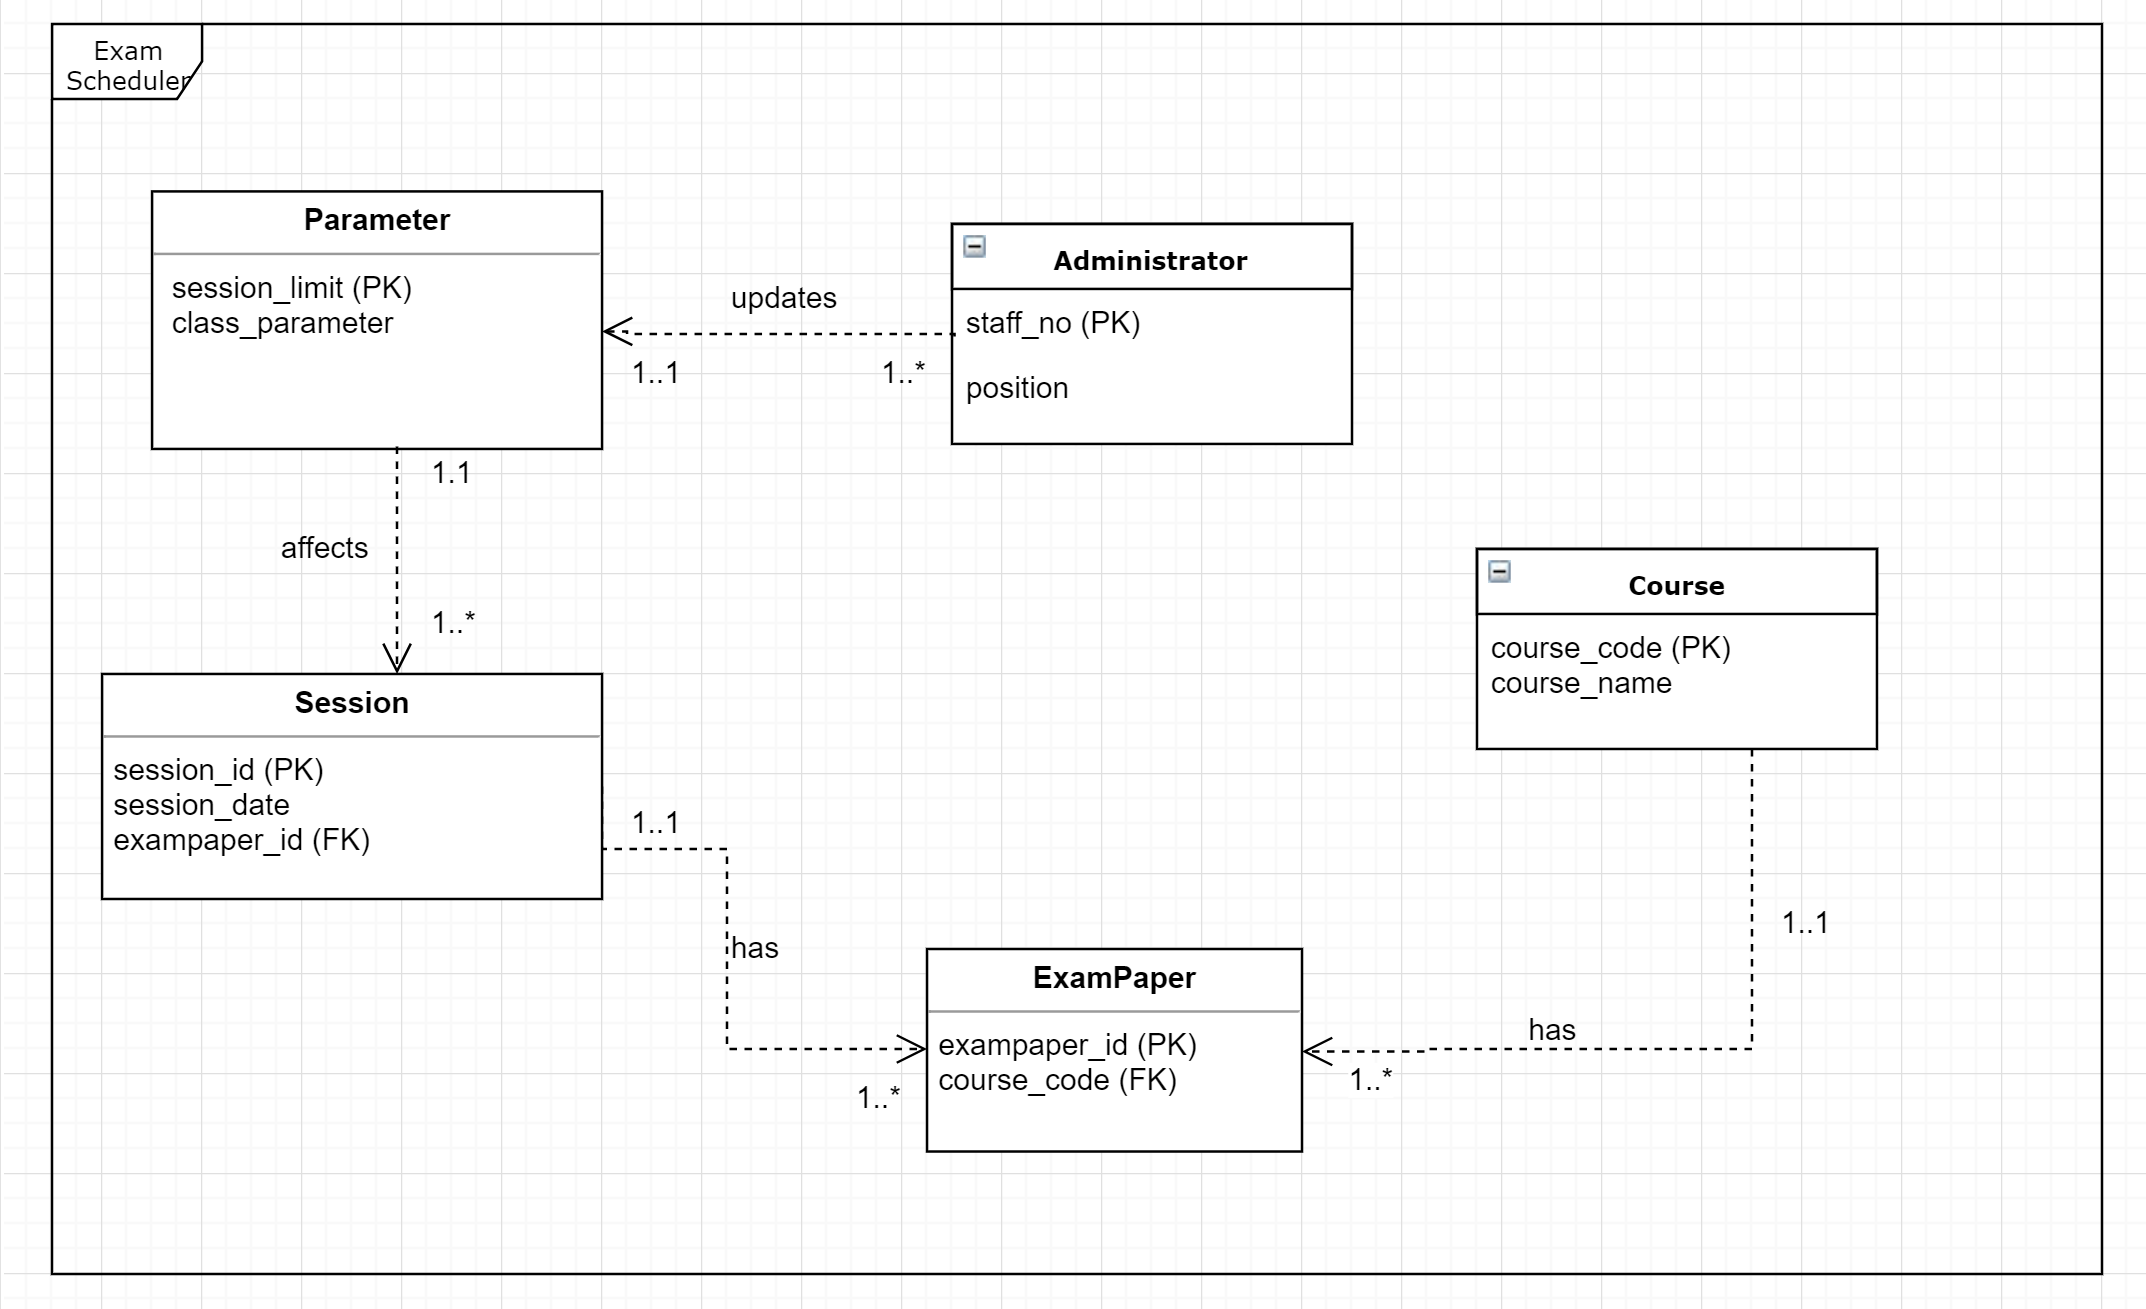 Exam
Scheduler
Parameter
session_limit (PK)
class_parameter
Administrator
staff_no (PK)
position
updates
1..1
1..*
1.1
affects
1..*
Course
course_code (PK)
course_name
Session
session_id (PK)
session_date
exampaper_id (FK)
1..1
has
1..*
ExamPaper
exampaper_id (PK)
course_code (FK)
1..1
has
1..*